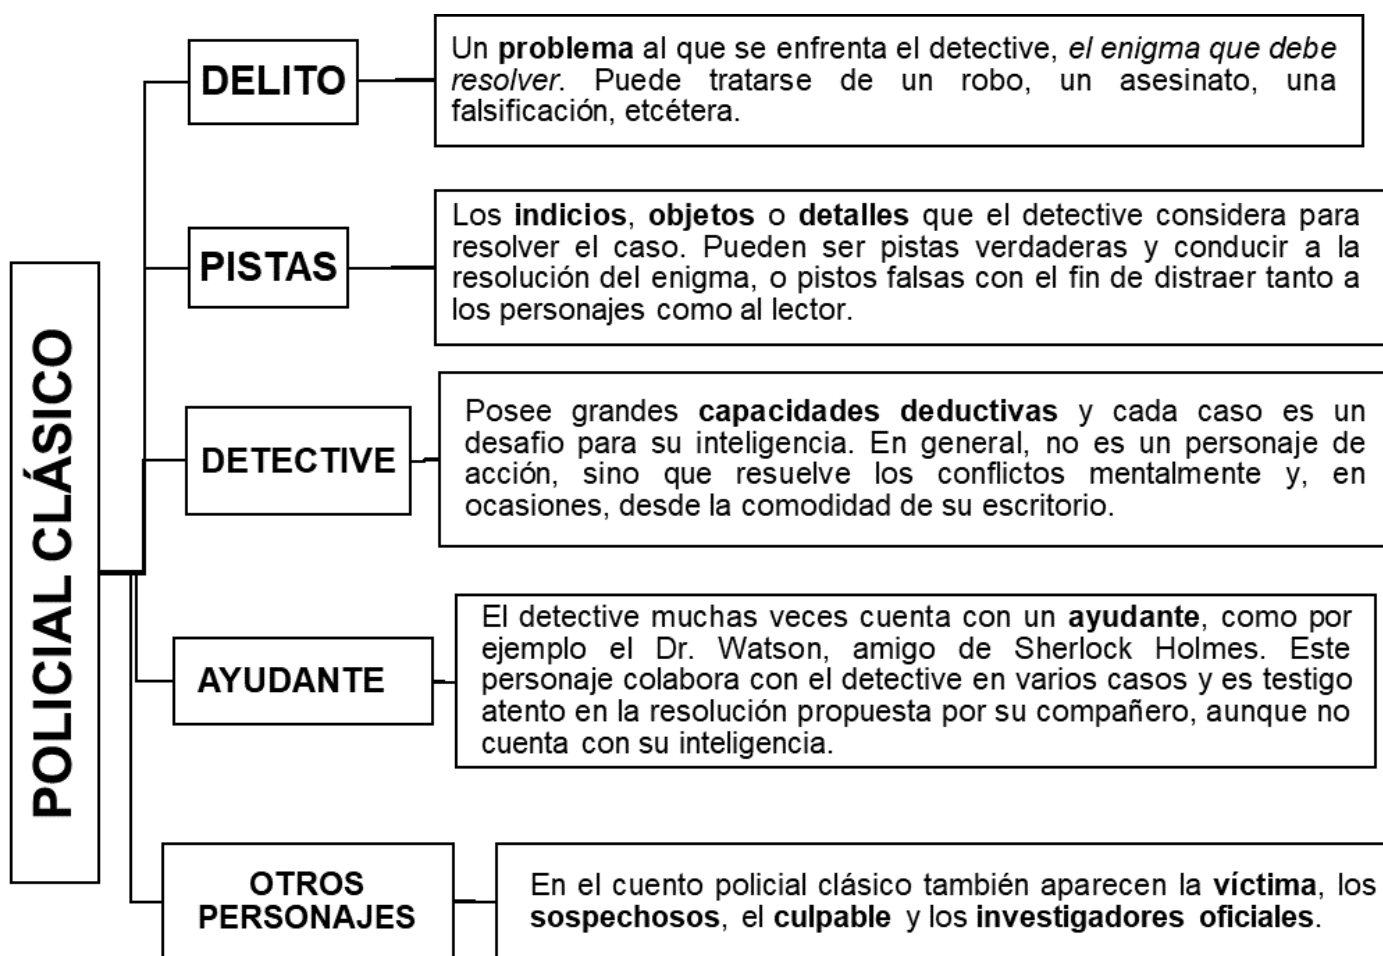 POLICIAL CLÁSICO
DELITO
Un problema al que se enfrenta el detective, el enigma que debe
resolver. Puede tratarse de un robo, un asesinato, una
falsificación, etcétera.
PISTAS
Los indicios, objetos o detalles que el detective considera para
resolver el caso. Pueden ser pistas verdaderas y conducir a la
resolución del enigma, o pistos falsas con el fin de distraer tanto a
los personajes como al lector.
DETECTIVE
Posee grandes capacidades deductivas y cada caso es un
desafio para su inteligencia. En general, no es un personaje de
acción, sino que resuelve los conflictos mentalmente y, en
ocasiones, desde la comodidad de su escritorio.
AYUDANTE
El detective muchas veces cuenta con un ayudante, como por
ejemplo el Dr. Watson, amigo de Sherlock Holmes. Este
personaje colabora con el detective en varios casos y es testigo
atento en la resolución propuesta por su compañero, aunque no
cuenta con su inteligencia.
OTROS
PERSONAJES
En el cuento policial clásico también aparecen la víctima, los
sospechosos, el culpable y los investigadores oficiales.